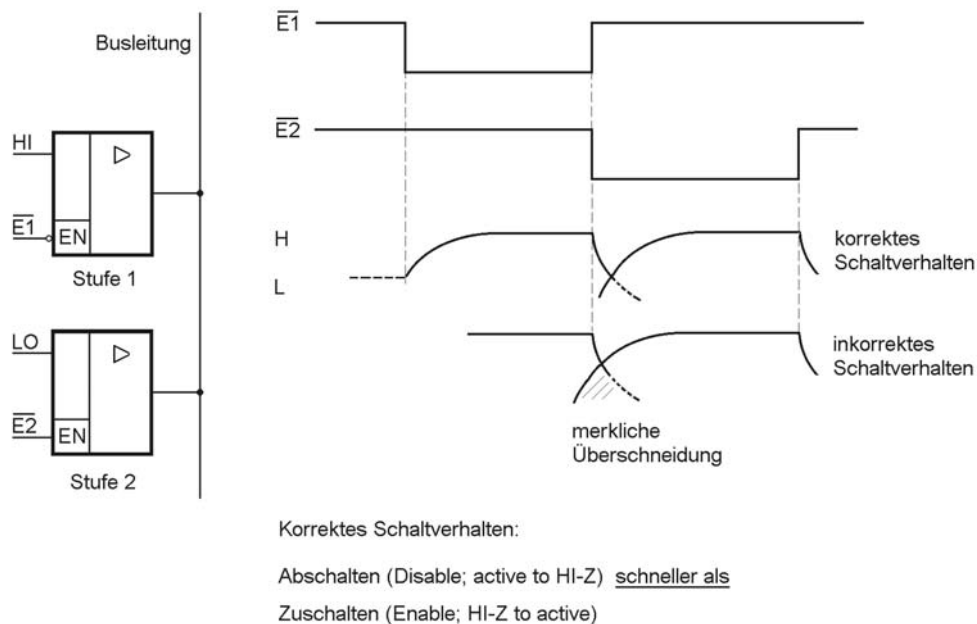 Busleitung
HI
E1
EN
Stufe 1
LO
E2
EN
Stufe 2
E1
E2
H
L
korrektes
Schaltverhalten
inkorrektes
Schaltverhalten
merkliche
Überschneidung
Korrektes Schaltverhalten:
Abschalten (Disable; active to HI-Z) schneller als
Zuschalten (Enable; HI-Z to active)